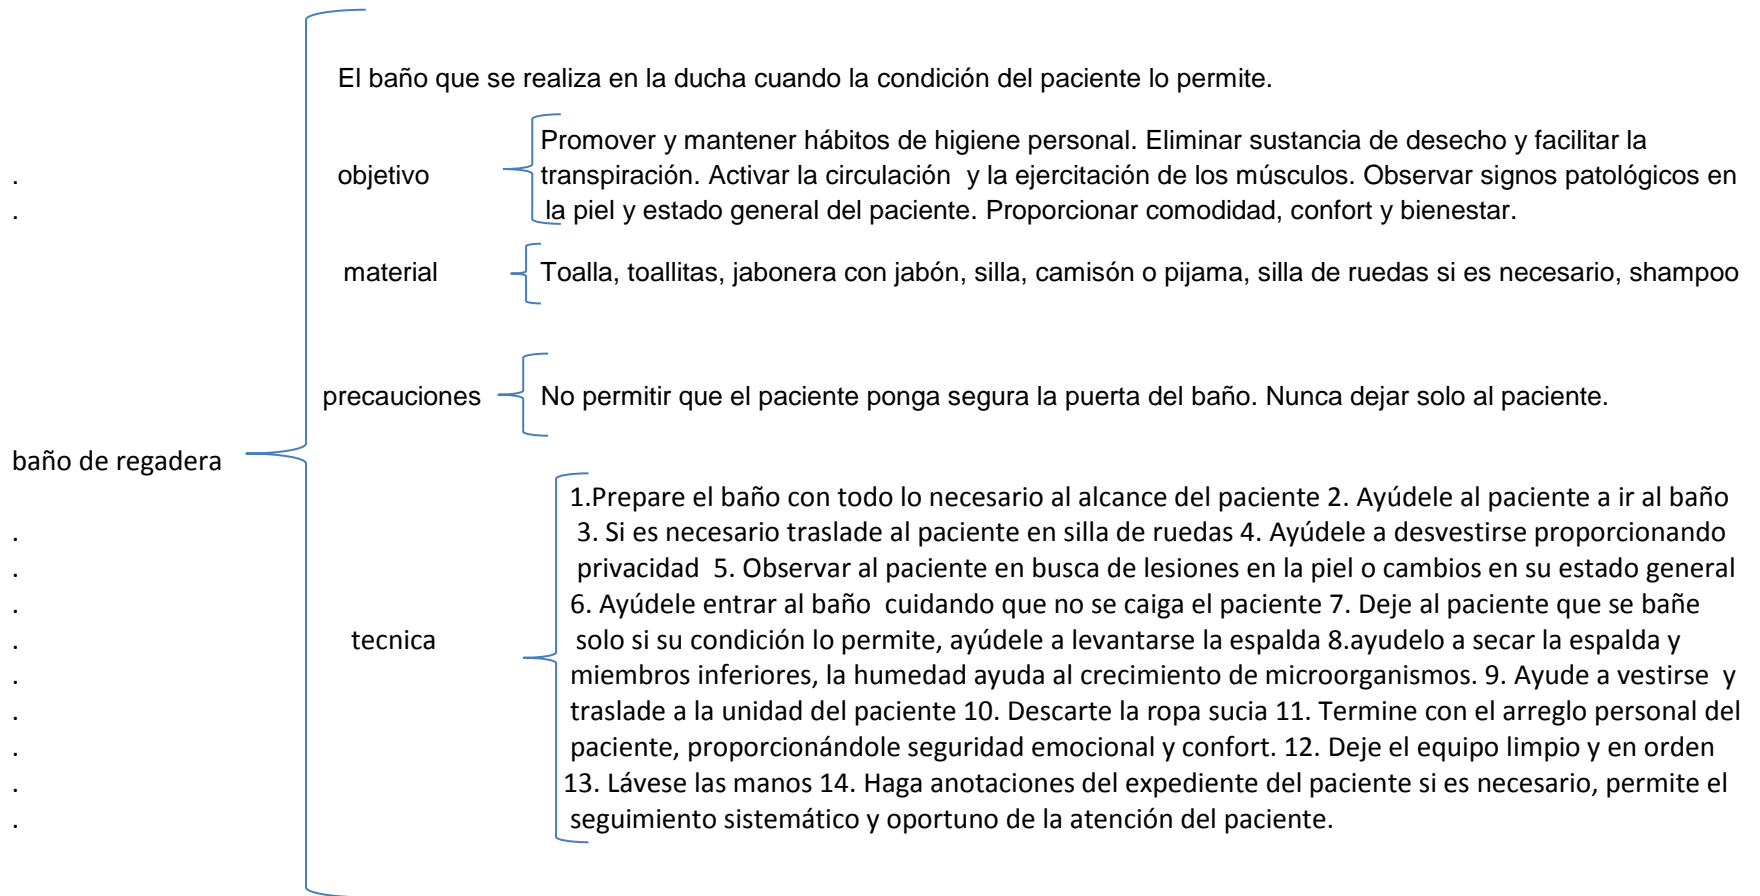 El baño que se realiza en la ducha cuando la condición del paciente lo permite.
objetivo
Promover y mantener hábitos de higiene personal. Eliminar sustancia de desecho y facilitar la
transpiración. Activar la circulación  y la ejercitación de los músculos. Observar signos patológicos en
la piel y estado general del paciente. Proporcionar comodidad, confort y bienestar.
.
.
material
Toalla, toallitas, jabonera con jabón, silla, camisón o pijama, silla de ruedas si es necesario, shampoo
precauciones
No permitir que el paciente ponga segura la puerta del baño. Nunca dejar solo al paciente.
baño de regadera
tecnica
1.Prepare el baño con todo lo necesario al alcance del paciente 2. Ayúdele al paciente a ir al baño
3. Si es necesario traslade al paciente en silla de ruedas 4. Ayúdele a desvestirse proporcionando
privacidad  5. Observar al paciente en busca de lesiones en la piel o cambios en su estado general
6. Ayúdele entrar al baño  cuidando que no se caiga el paciente 7. Deje al paciente que se bañe
solo si su condición lo permite, ayúdele a levantarse la espalda 8.ayudelo a secar la espalda y
miembros inferiores, la humedad ayuda al crecimiento de microorganismos. 9. Ayude a vestirse  y
traslade a la unidad del paciente 10. Descarte la ropa sucia 11. Termine con el arreglo personal del
paciente, proporcionándole seguridad emocional y confort. 12. Deje el equipo limpio y en orden
13. Lávese las manos 14. Haga anotaciones del expediente del paciente si es necesario, permite el
seguimiento sistemático y oportuno de la atención del paciente.
.
.
.
.
.
.
.
.